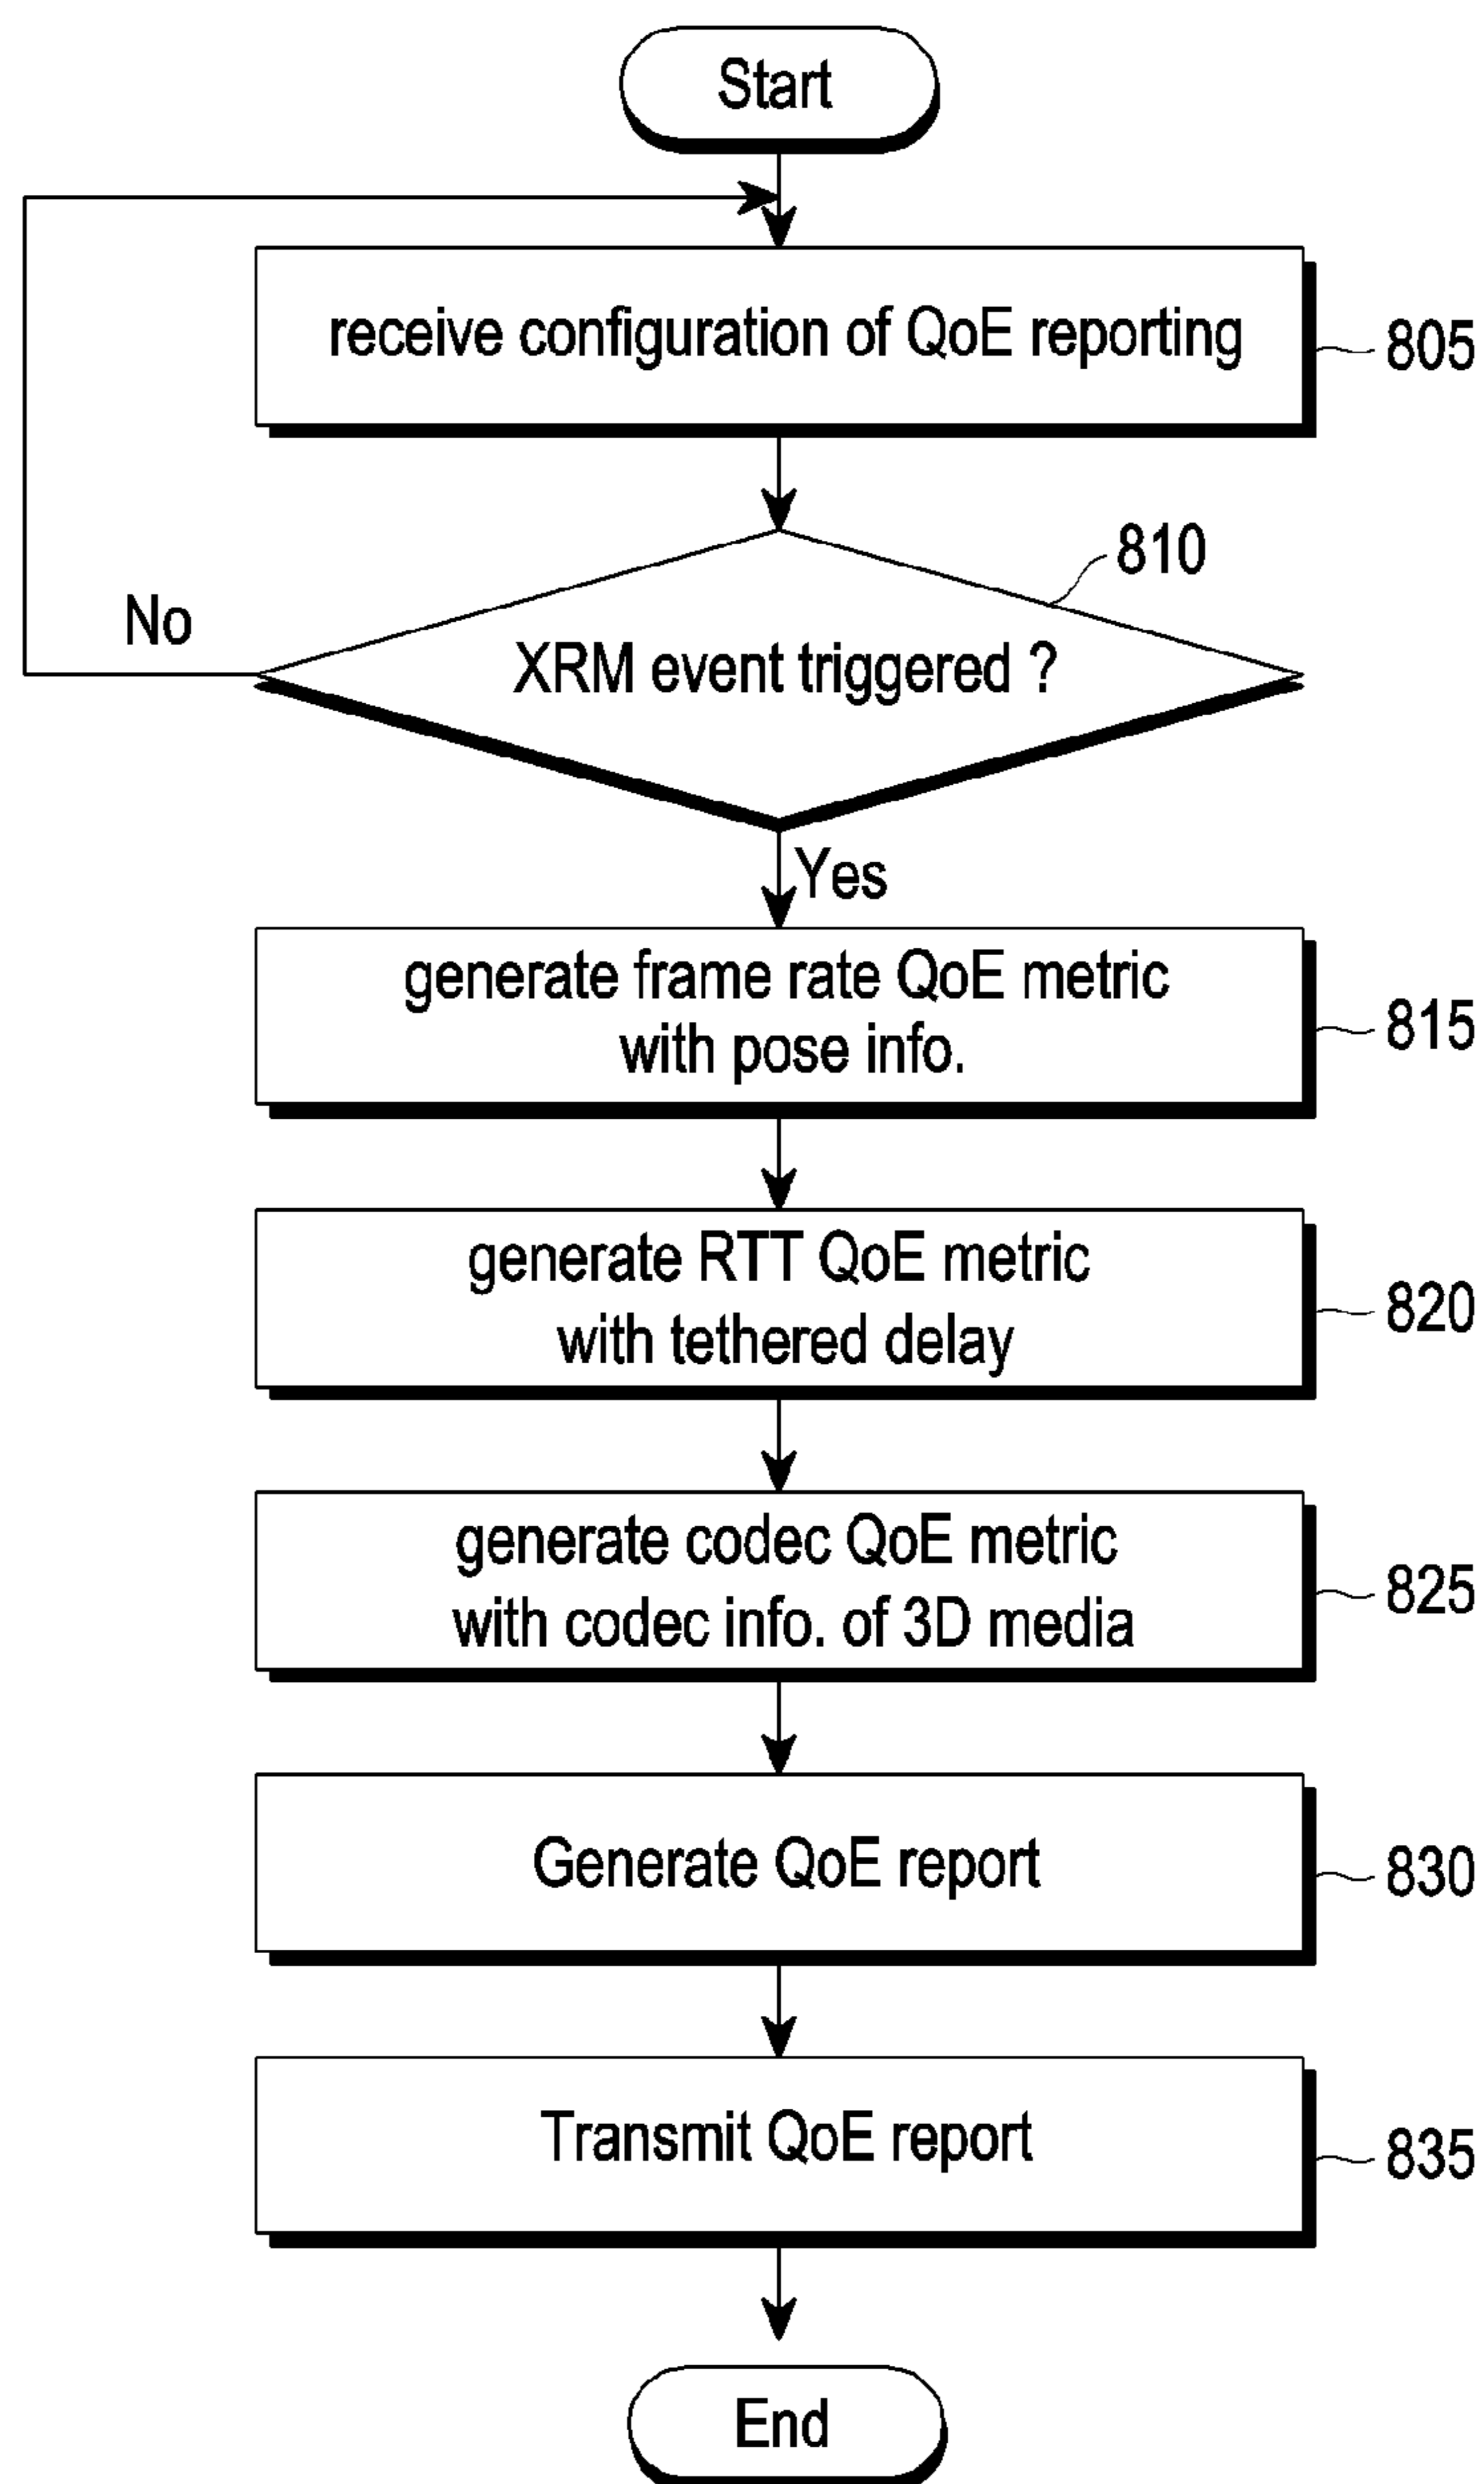 Start
receive configuration of QoE reporting
805
810
No
XRM event triggered ?
Yes
generate frame rate QoE metric
with pose info.
815
generate RTT QoE metric
with tethered delay
820
generate codec QoE metric
with codec info. of 3D media
825
Generate QoE report
830
Transmit QoE report
835
End